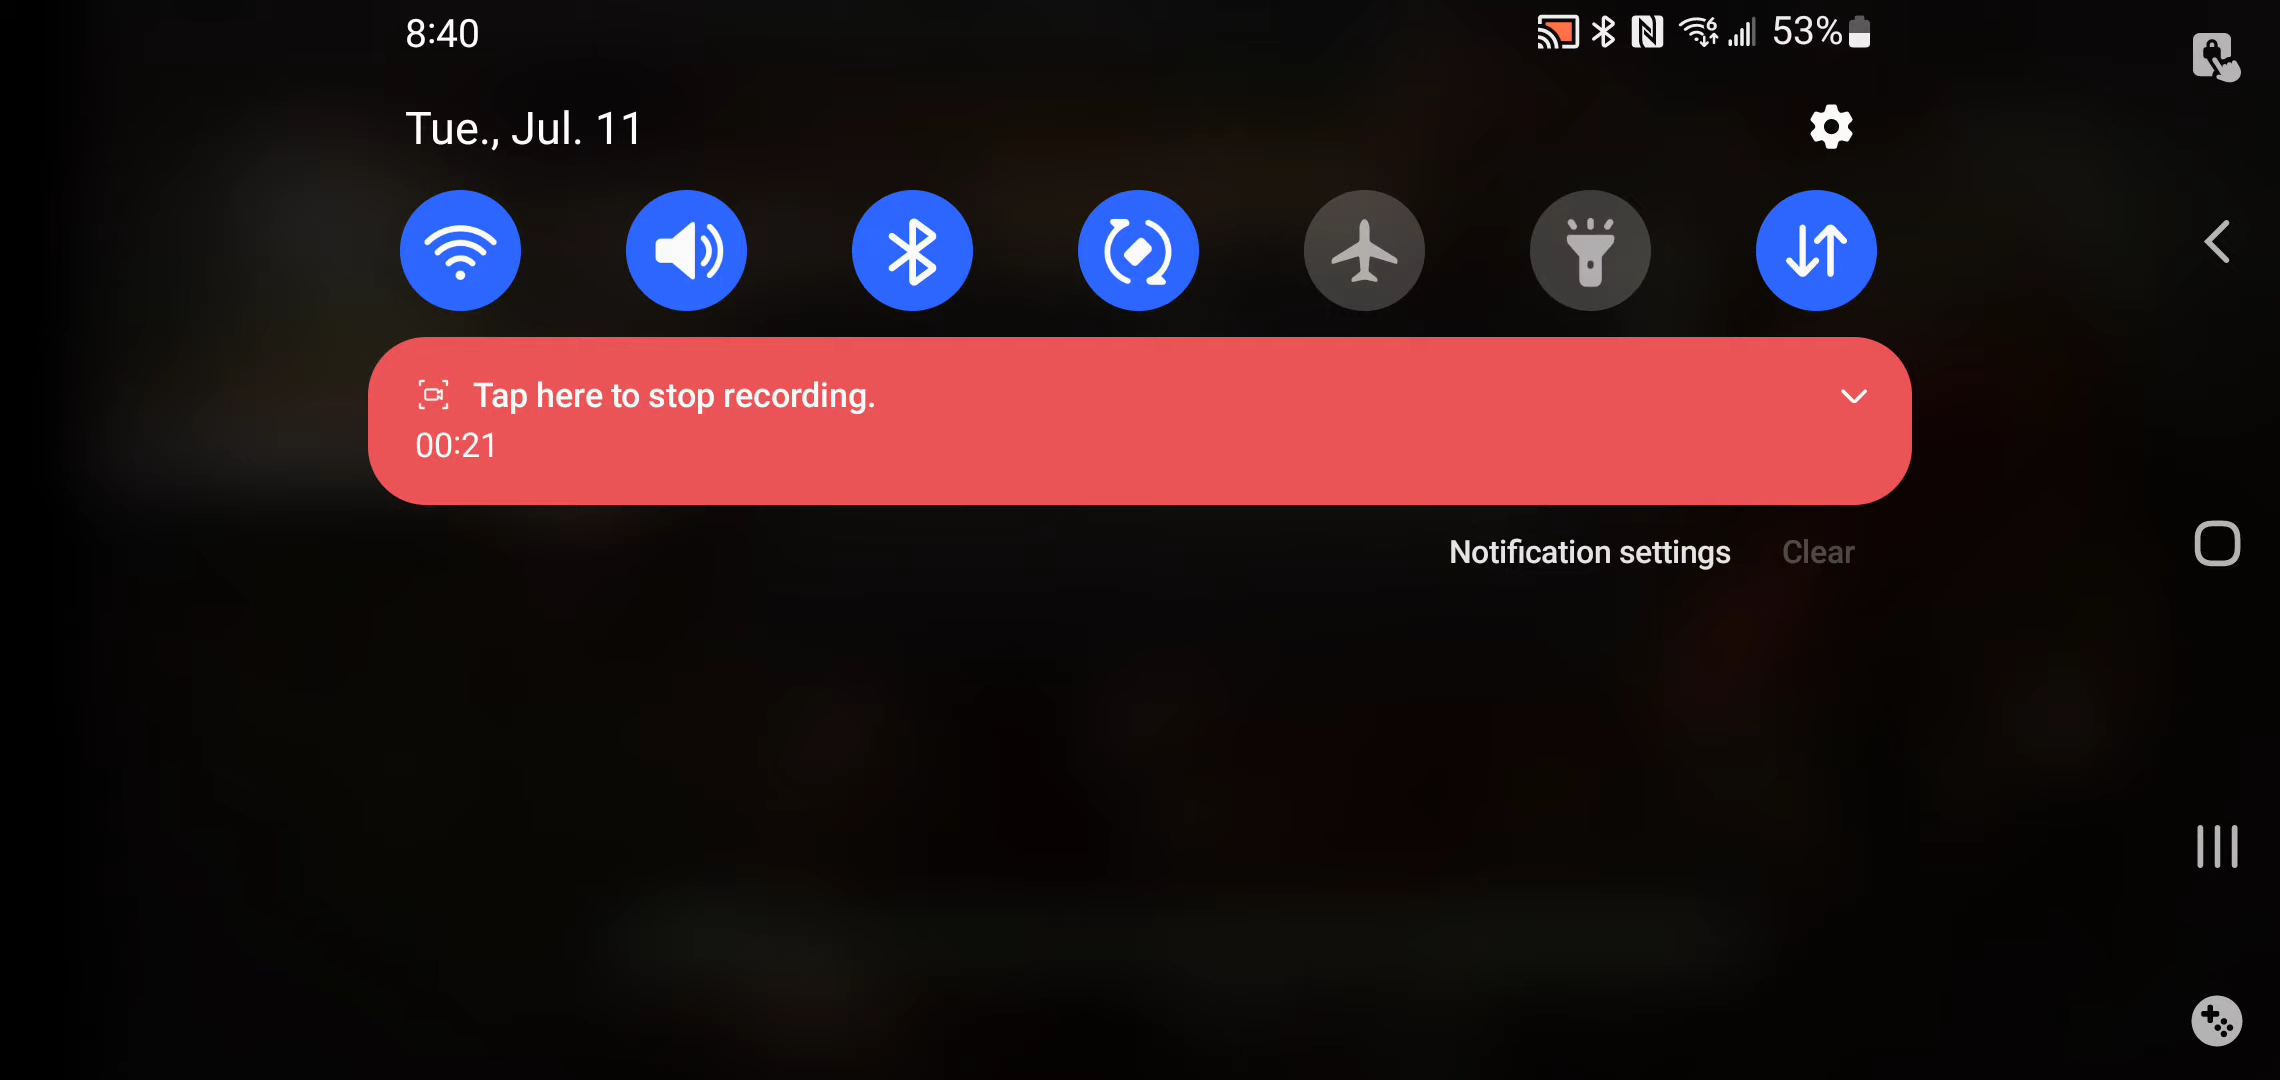 8:40
53%
Tue., Jul. 11
Tap here to stop recording.
00:21
Notification settings
Clear